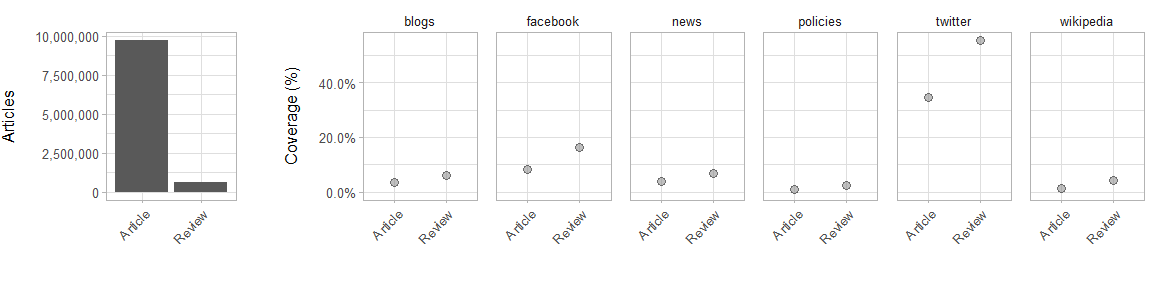 Articles
10,000,000
7,500,000
5,000,000
2,500,000
0
Article
Review
Coverage (%)
40.0%
20.0%
0.0%
blogs
Article
Review
facebook
Article
Review
news
Article
Review
policies
Article
Review
twitter
Article
Review
wikipedia
Article
Review